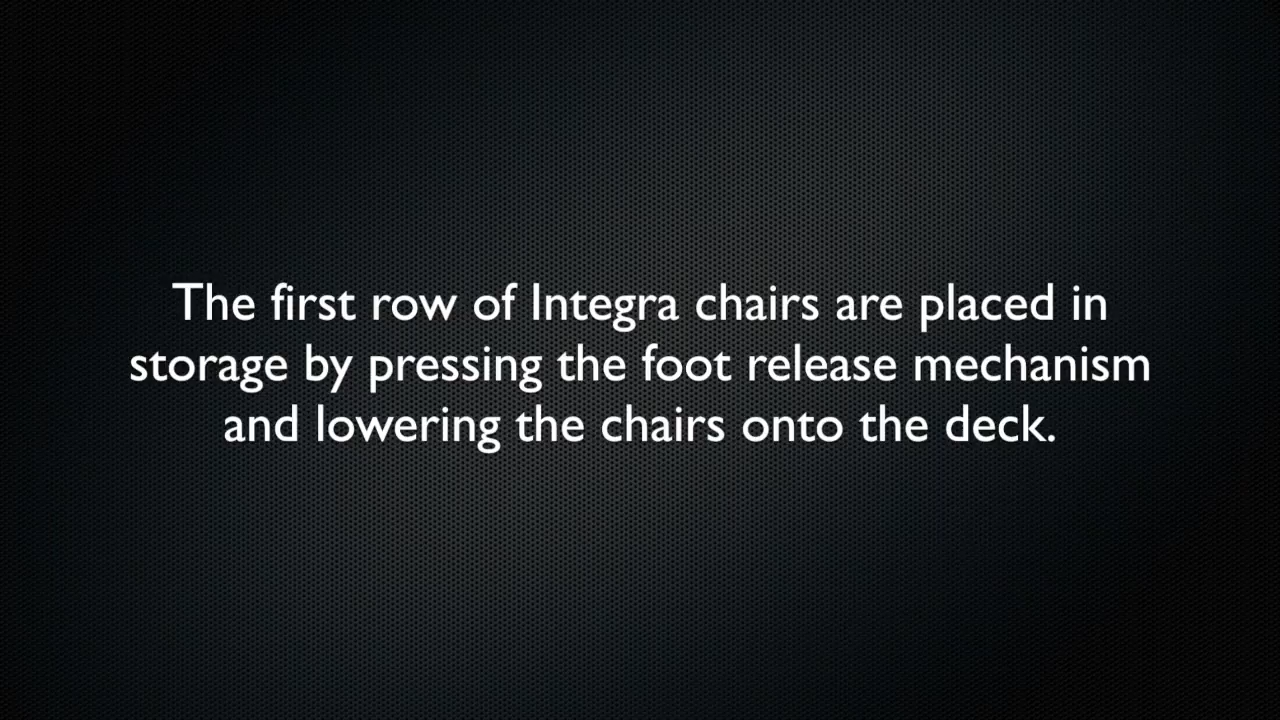 The first row of Integra chairs are placed in
storage by pressing the foot release mechanism
and lowering the chairs onto the deck.